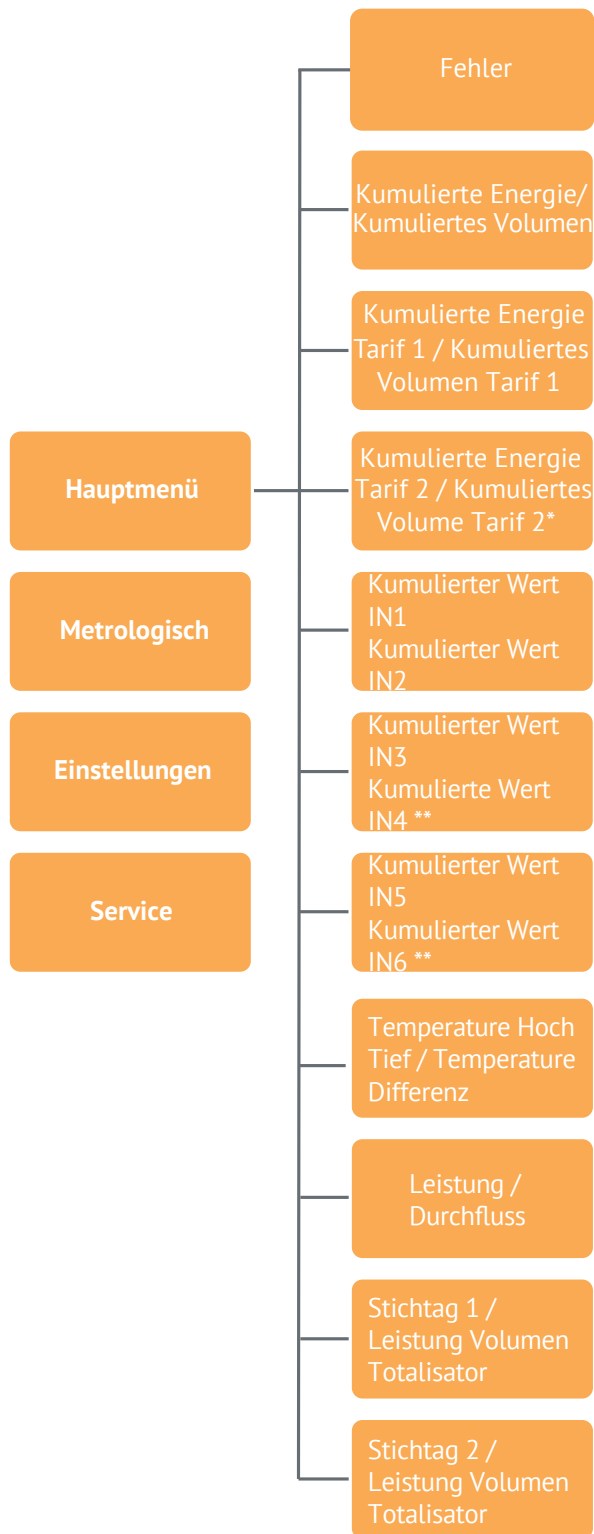 Fehler
Kumulierte Energie/
Kumuliertes Volumen
Kumulierte Energie
Tarif 1 / Kumuliertes
Volumen Tarif 1
Hauptmenü
Kumulierte Energie
Tarif 2 / Kumuliertes
Volume Tarif 2*
Metrologisch
Kumulierter Wert
IN1
Kumulierter Wert
IN2
Einstellungen
Kumulierter Wert
IN3
Kumulierte Wert
IN4 **
Service
Kumulierter Wert
IN5
Kumulierter Wert
IN6 **
Temperature Hoch
Tief / Temperature
Differenz
Leistung /
Durchfluss
Stichtag 1 /
Leistung Volumen
Totalisator
Stichtag 2 /
Leistung Volumen
Totalisator